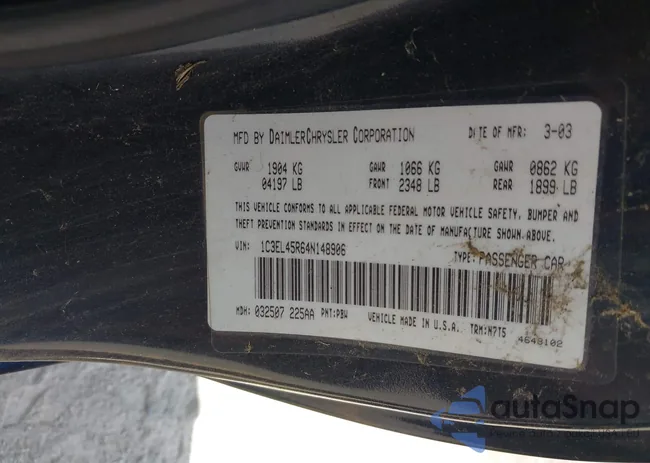 MFD BY DAIMLERCHRYSLER CORPORATION DATE OF MFR: 3-03
GVWR 1904 KG GAWR 1066 KG GAWR 0862 KG
04197 LB FRONT 2348 LB REAR 1899 LB
THIS VEHICLE CONFORMS TO ALL APPLICABLE FEDERAL MOTOR VEHICLE SAFETY, BUMPER AND
THEFT PREVENTION STANDARDS IN EFFECT ON THE DATE OF MANUFACTURE SHOWN ABOVE.
VIN: 1C3EL45R64N148906 TYPE: PASSENGER CAR
MDH: 032507 225AA PNT: PBW VEHICLE MADE IN U.S.A. TRM: N7T5
4648102
autaSnap